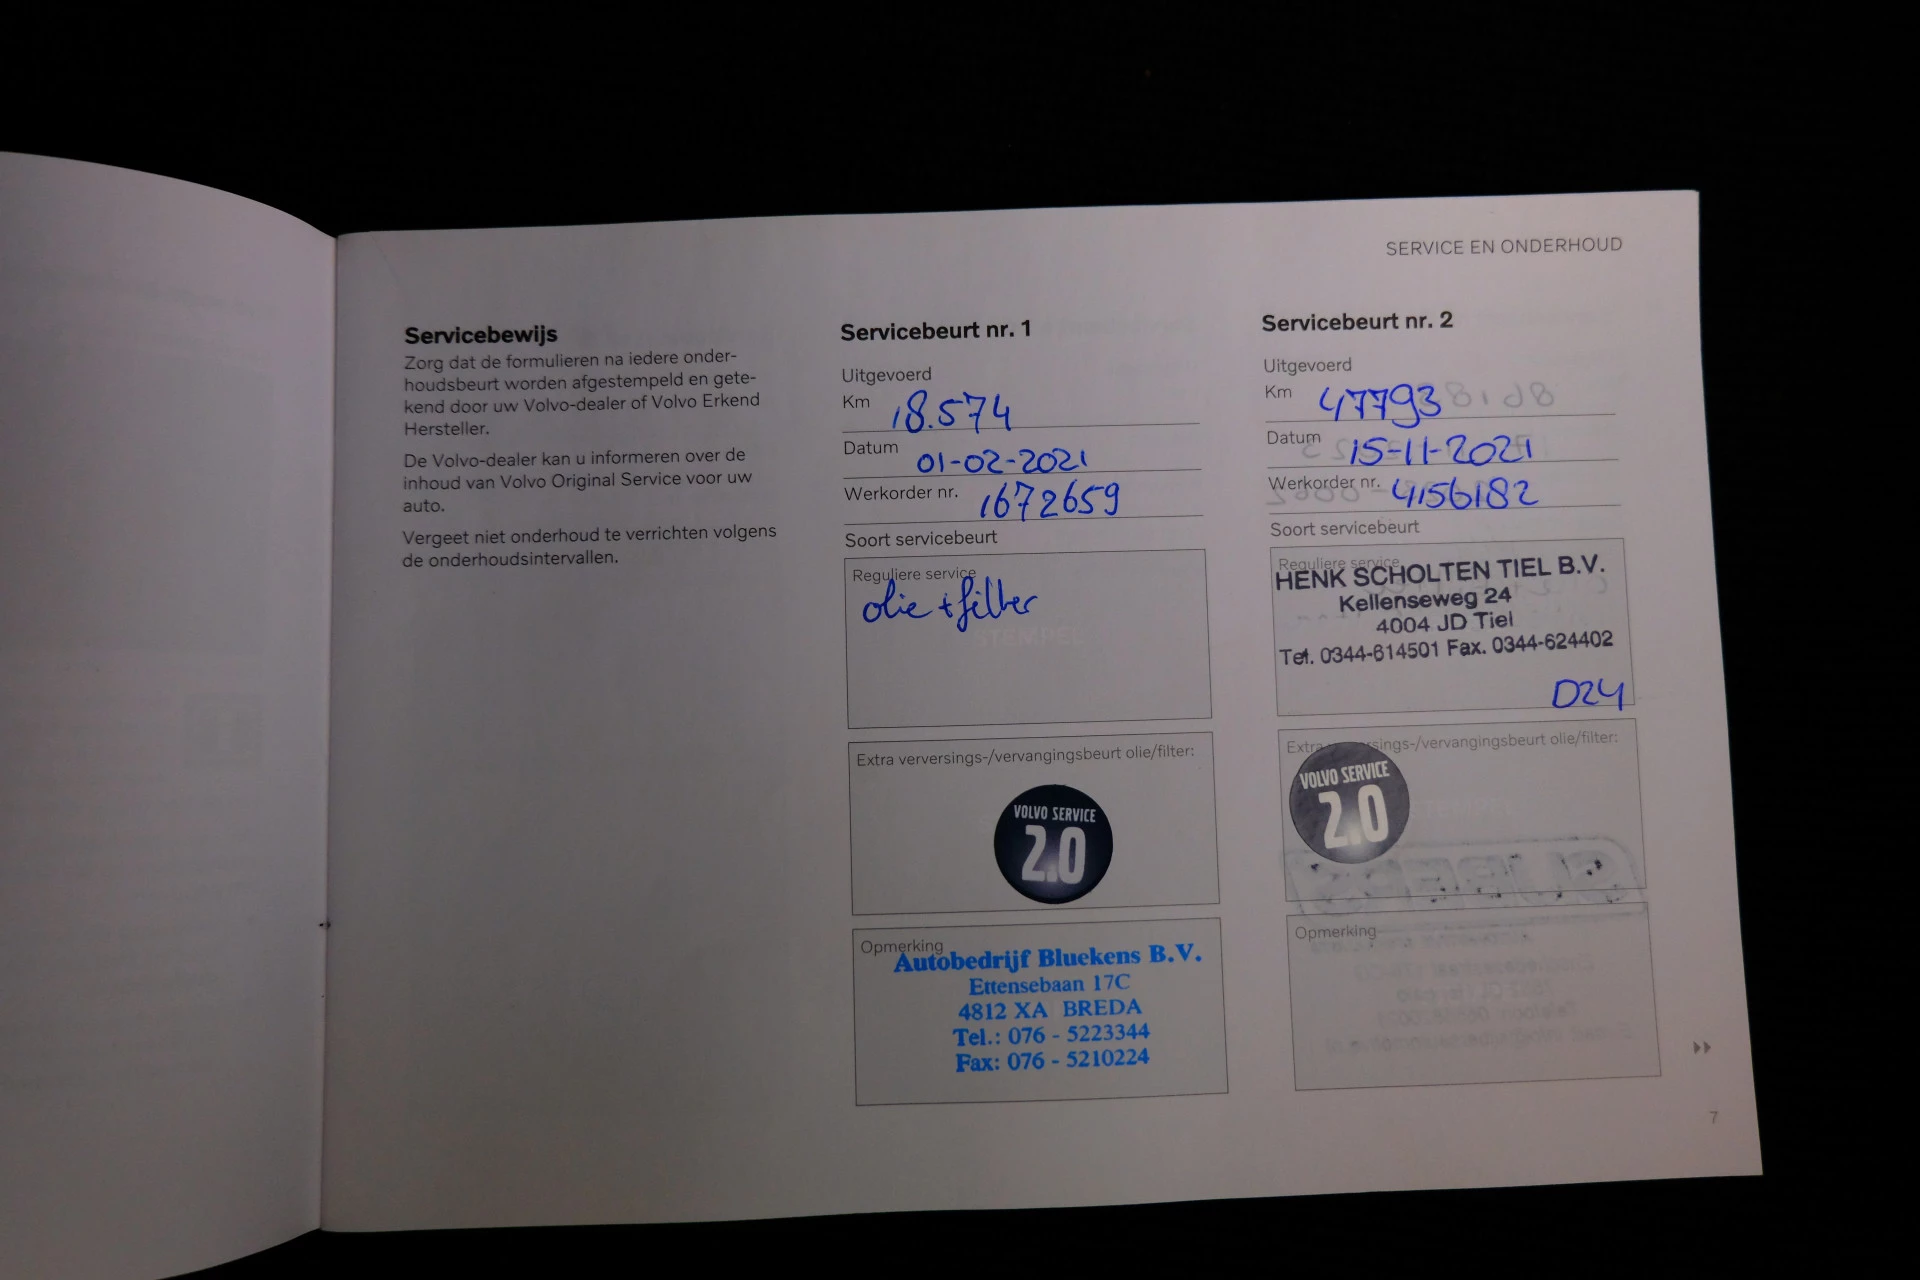 SERVICE EN ONDERHOUD
Servicebewijs
Zorg dat de formulieren na iedere onder-
houdsbeurt worden afgestempeld en gete-
kend door uw Volvo-dealer of Volvo Erkend
Hersteller.
De Volvo-dealer kan u informeren over de
inhoud van Volvo Original Service voor uw
auto.
Vergeet niet onderhoud te verrichten volgens
de onderhoudsintervallen.
Servicebeurt nr. 1
Uitgevoerd
Km 18.574
Datum 01-02-2021
Werkorder nr. 1672659
Soort servicebeurt
Reguliere service
olie + filter
STEMPEL
Extra verversings-/vervangingsbeurt olie/filter:
VOLVO SERVICE
2.0
Opmerking
Autobedrijf Bluekens B.V.
Ettensebaan 17C
4812 XA BREDA
Tel.: 076 - 5223344
Fax: 076 - 5210224
Servicebeurt nr. 2
Uitgevoerd
Km 47793
Datum 15-11-2021
Werkorder nr. 4156182
Soort servicebeurt
Reguliere service
HENK SCHOLTEN TIEL B.V.
Kellenseweg 24
4004 JD Tiel
Tel. 0344-614501 Fax. 0344-624402
D24
Extra verversings-/vervangingsbeurt olie/filter:
VOLVO SERVICE
2.0
Opmerking
7